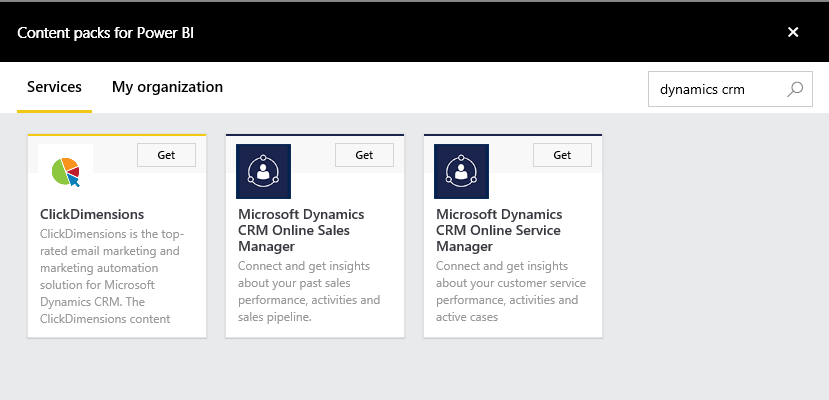 Content packs for Power BI
Services
My organization
dynamics crm
Get
ClickDimensions
ClickDimensions is the top-
rated email marketing and
marketing automation
solution for Microsoft
Dynamics CRM. The
ClickDimensions content
Get
Microsoft Dynamics
CRM Online Sales
Manager
Connect and get insights
about your past sales
performance, activities and
sales pipeline.
Get
Microsoft Dynamics
CRM Online Service
Manager
Connect and get insights
about your customer service
performance, activities and
active cases